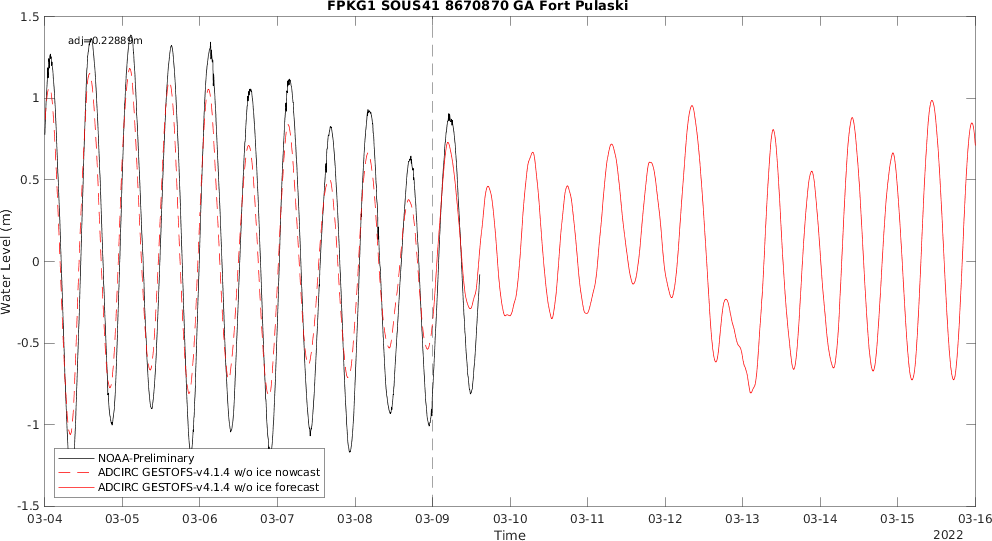 FPKG1 SOUS41 8670870 GA Fort Pulaski
adj=0.22889m
1.5
1
0.5
0
-0.5
-1
-1.5
Water Level (m)
NOAA-Preliminary
ADCIRC GESTOFS-v4.1.4 w/o ice nowcast
ADCIRC GESTOFS-v4.1.4 w/o ice forecast
03-04 03-05 03-06 03-07 03-08 03-09 03-10 03-11 03-12 03-13 03-14 03-15 03-16
Time
2022